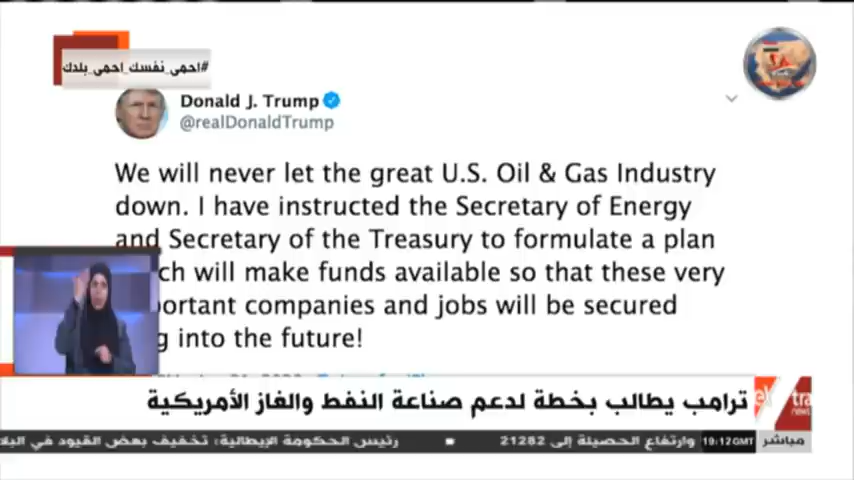 #احمى_نفسك_احمى_بلدك
Donald J. Trump
@realDonaldTrump
We will never let the great U.S. Oil & Gas Industry
down. I have instructed the Secretary of Energy
and Secretary of the Treasury to formulate a plan
will make funds available so that these very
companies and jobs will be secured
into the future!
ترامب يطالب بخطة لدعم صناعة النفط والغاز الأمريكية
extra
news
مباشر
19:12GMT
وارتفاع الحصيلة إلى 21282
رئيس الحكومة الإيطالية: تخفيف بعض القيود في